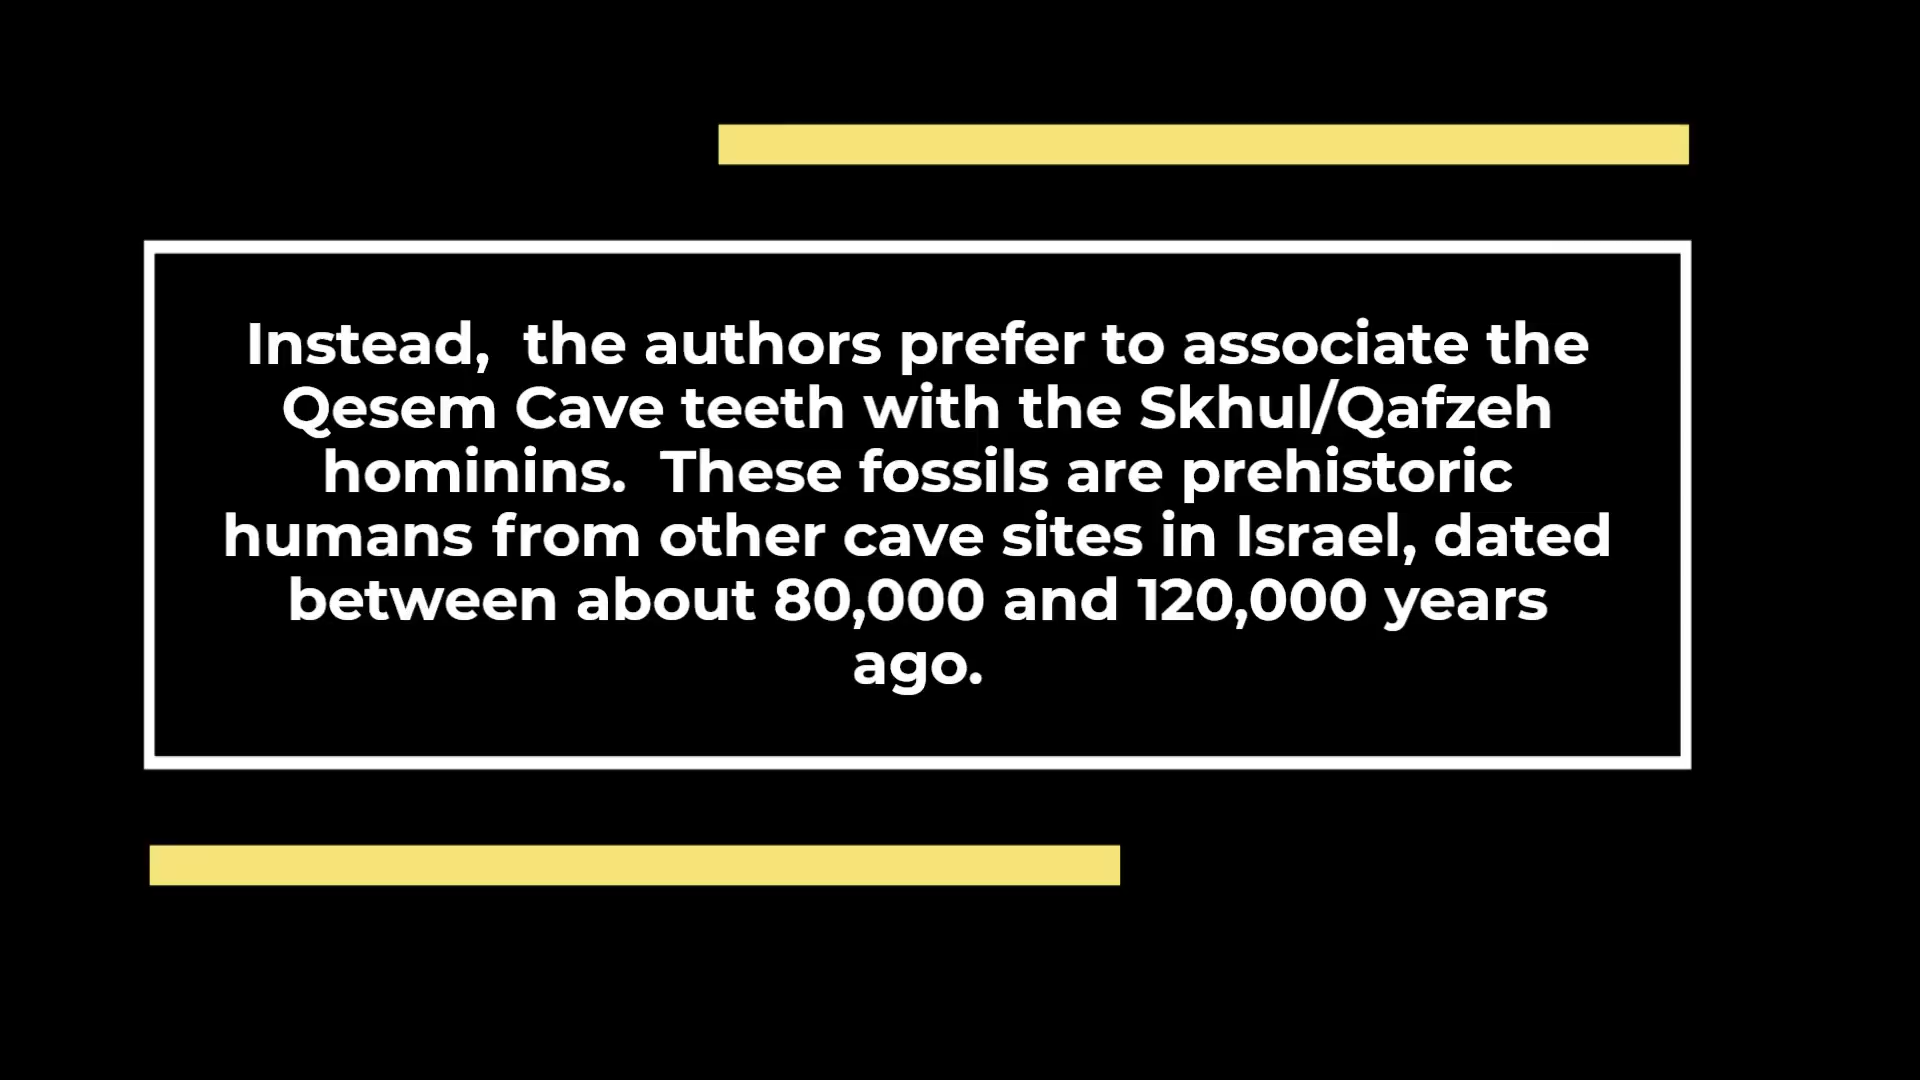 Instead,  the authors prefer to associate the
Qesem Cave teeth with the Skhul/Qafzeh
hominins.  These fossils are prehistoric
humans from other cave sites in Israel, dated
between about 80,000 and 120,000 years
ago.